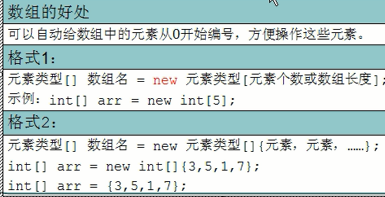 数组的好处
可以自动给数组中的元素从0开始编号，方便操作这些元素。
格式1：
元素类型[] 数组名 = new 元素类型[元素个数或数组长度];
示例：int[] arr = new int[5];
格式2：
元素类型[] 数组名 = new 元素类型[]{元素，元素，……};
int[] arr = new int[]{3,5,1,7};
int[] arr = {3,5,1,7};